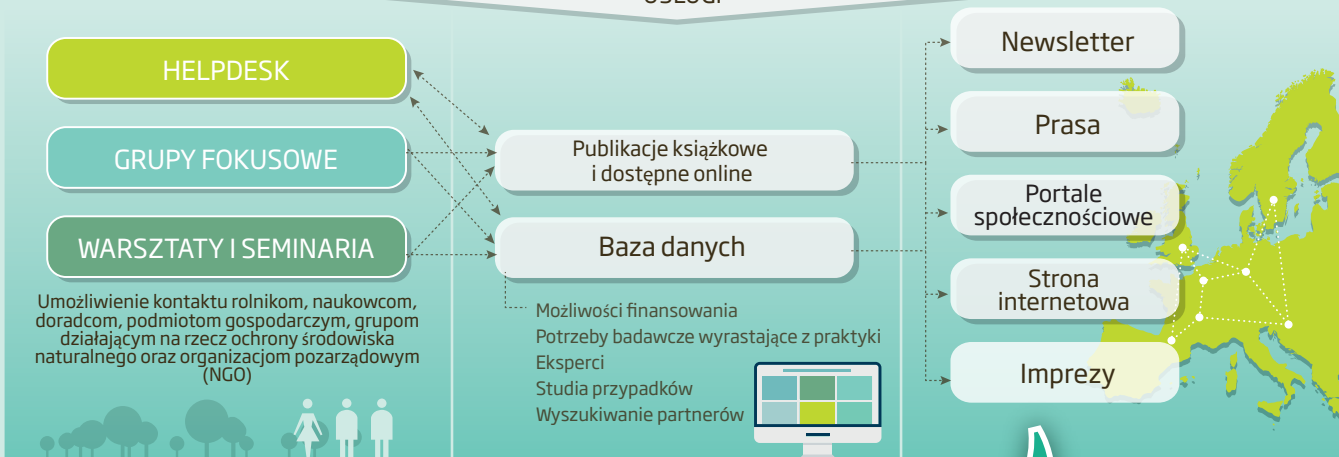 HELPDESK
GRUPY FOKUSOWE
WARSZTATY I SEMINARIA
Umożliwienie kontaktu rolnikom, naukowcom,
doradcom, podmiotom gospodarczym, grupom
działającym na rzecz ochrony środowiska
naturalnego oraz organizacjom pozarządowym
(NGO)
Publikacje książkowe
i dostępne online
Baza danych
Możliwości finansowania
Potrzeby badawcze wyrastające z praktyki
Eksperci
Studia przypadków
Wyszukiwanie partnerów
Newsletter
Prasa
Portale
społecznościowe
Strona
internetowa
Imprezy